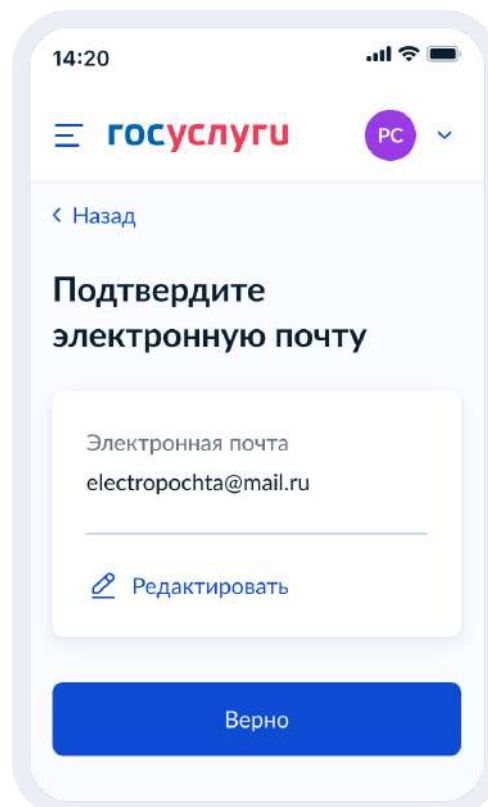 14:20
госуслуги
РС
Назад
Подтвердите
электронную почту
Электронная почта
electropochta@mail.ru
Редактировать
Верно